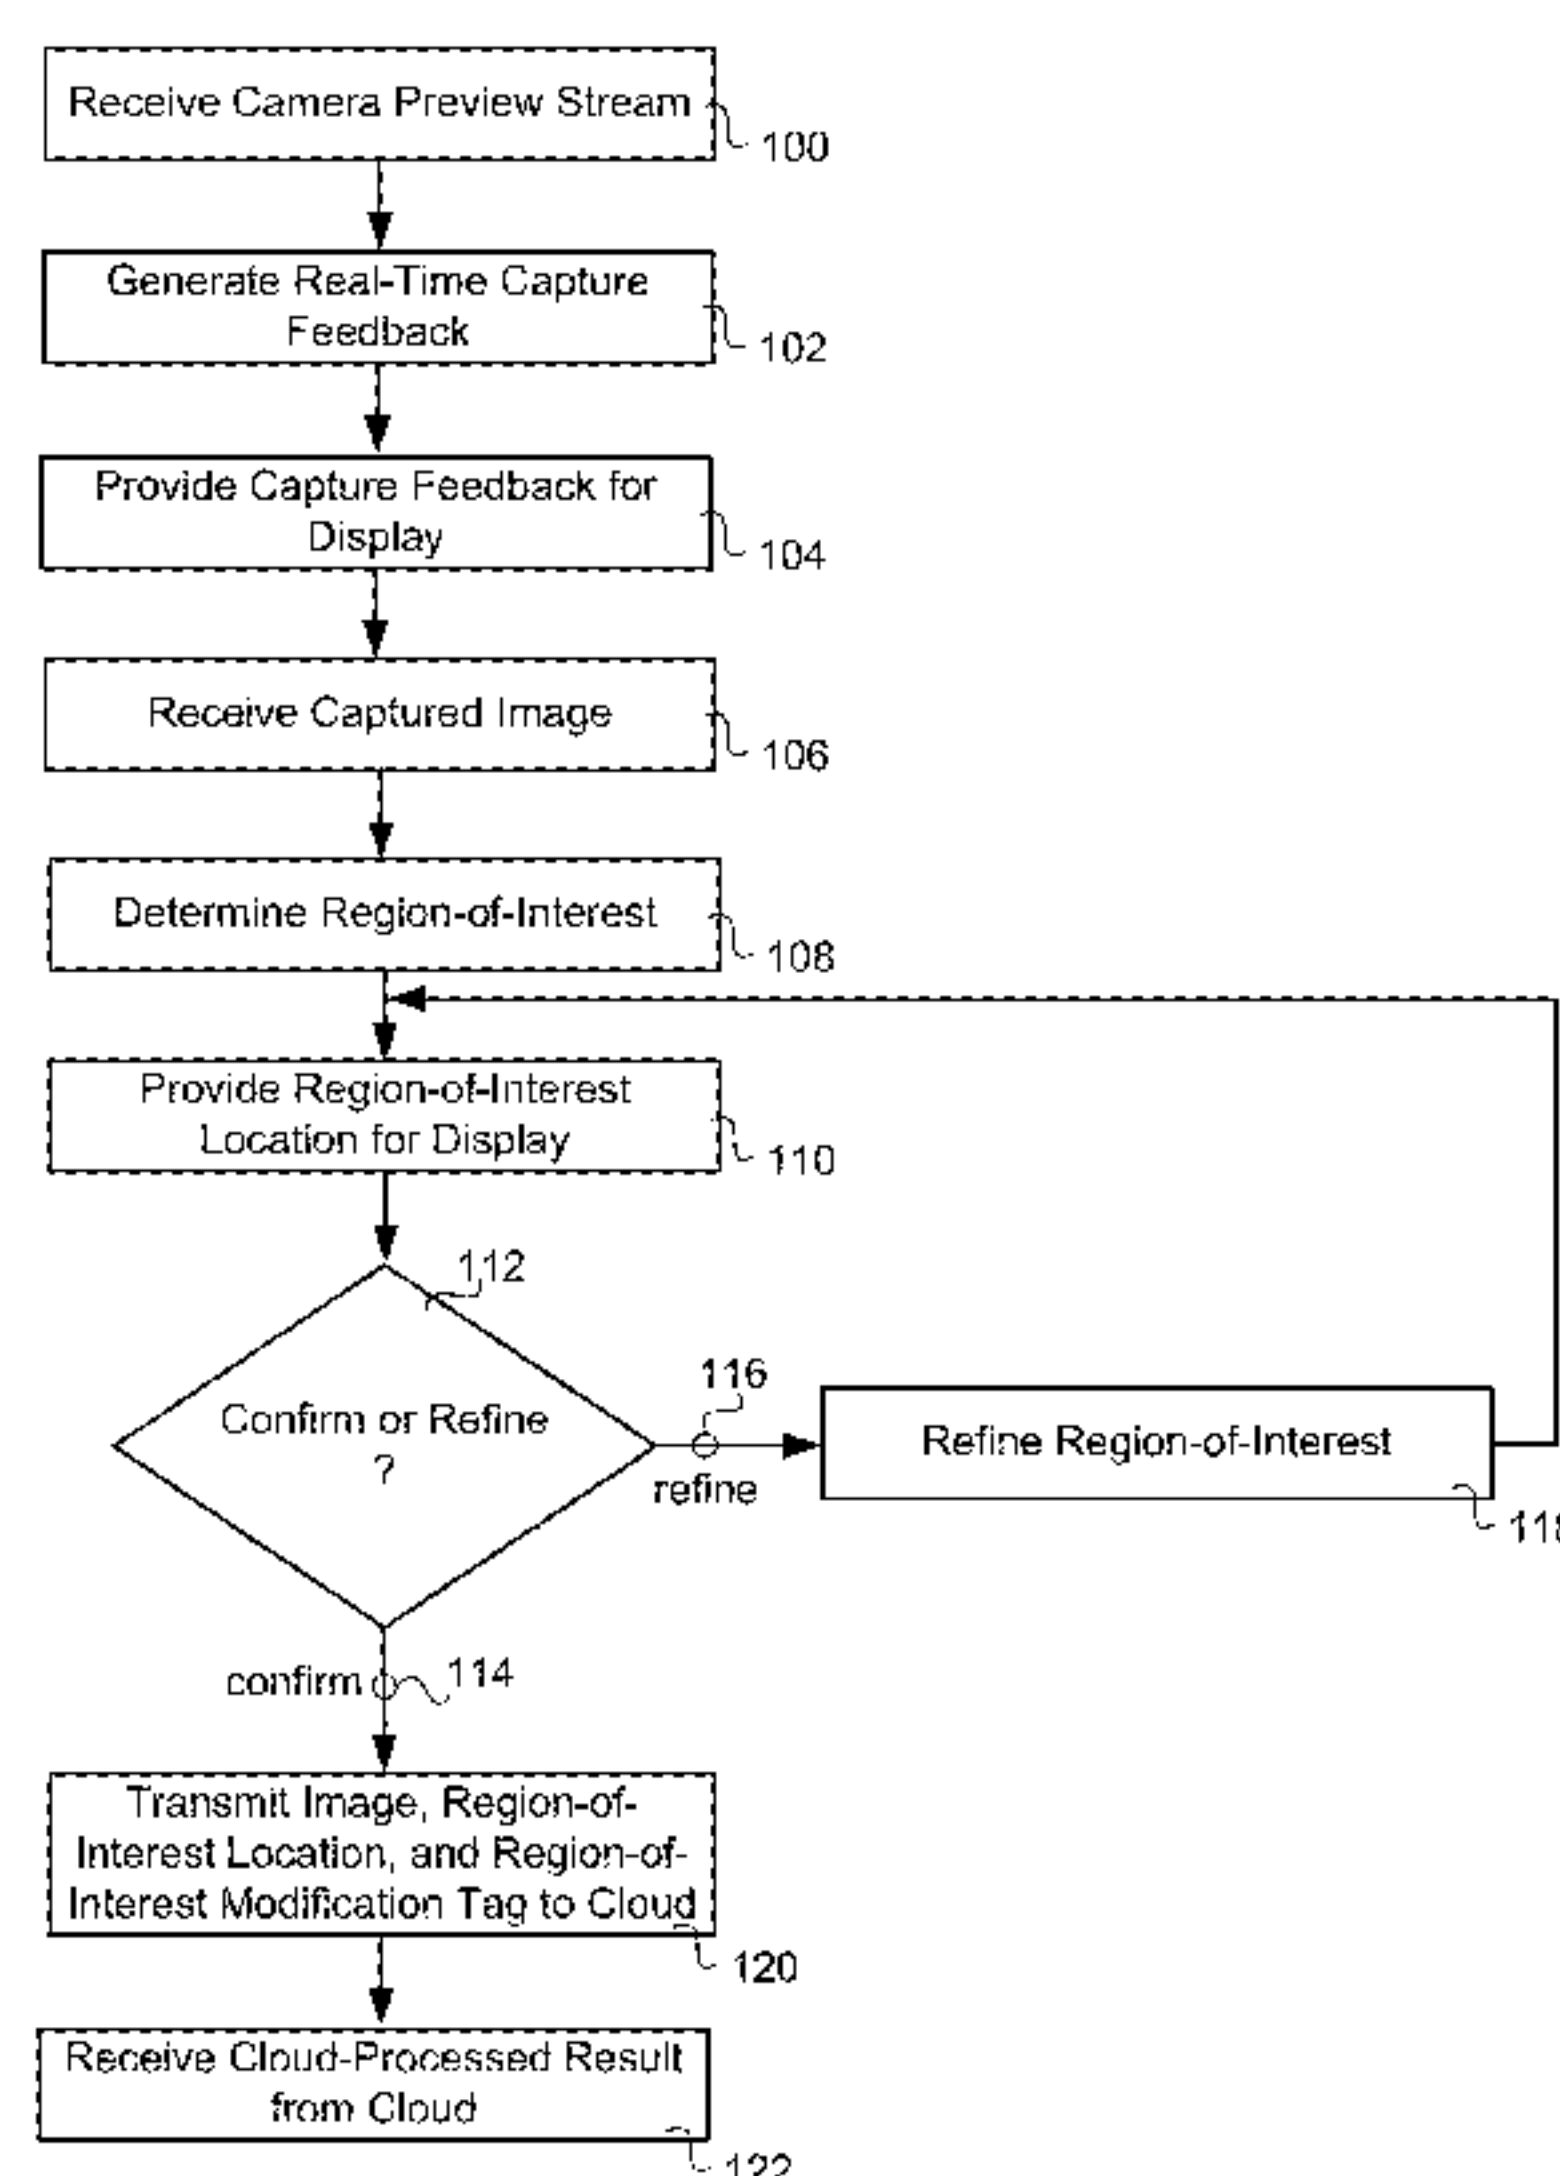 Receive Camera Preview Stream
100
Generate Real-Time Capture
Feedback
102
Provide Capture Feedback for
Display
104
Receive Captured Image
106
Determine Region-of-Interest
108
Provide Region-of-Interest
Location for Display
110
112
Confirm or Refine
?
116
refine
Refine Region-of-Interest
confirm
114
Transmit Image, Region-of-
Interest Location, and Region-of-
Interest Modification Tag to Cloud
120
Receive Cloud-Processed Result
from Cloud
122